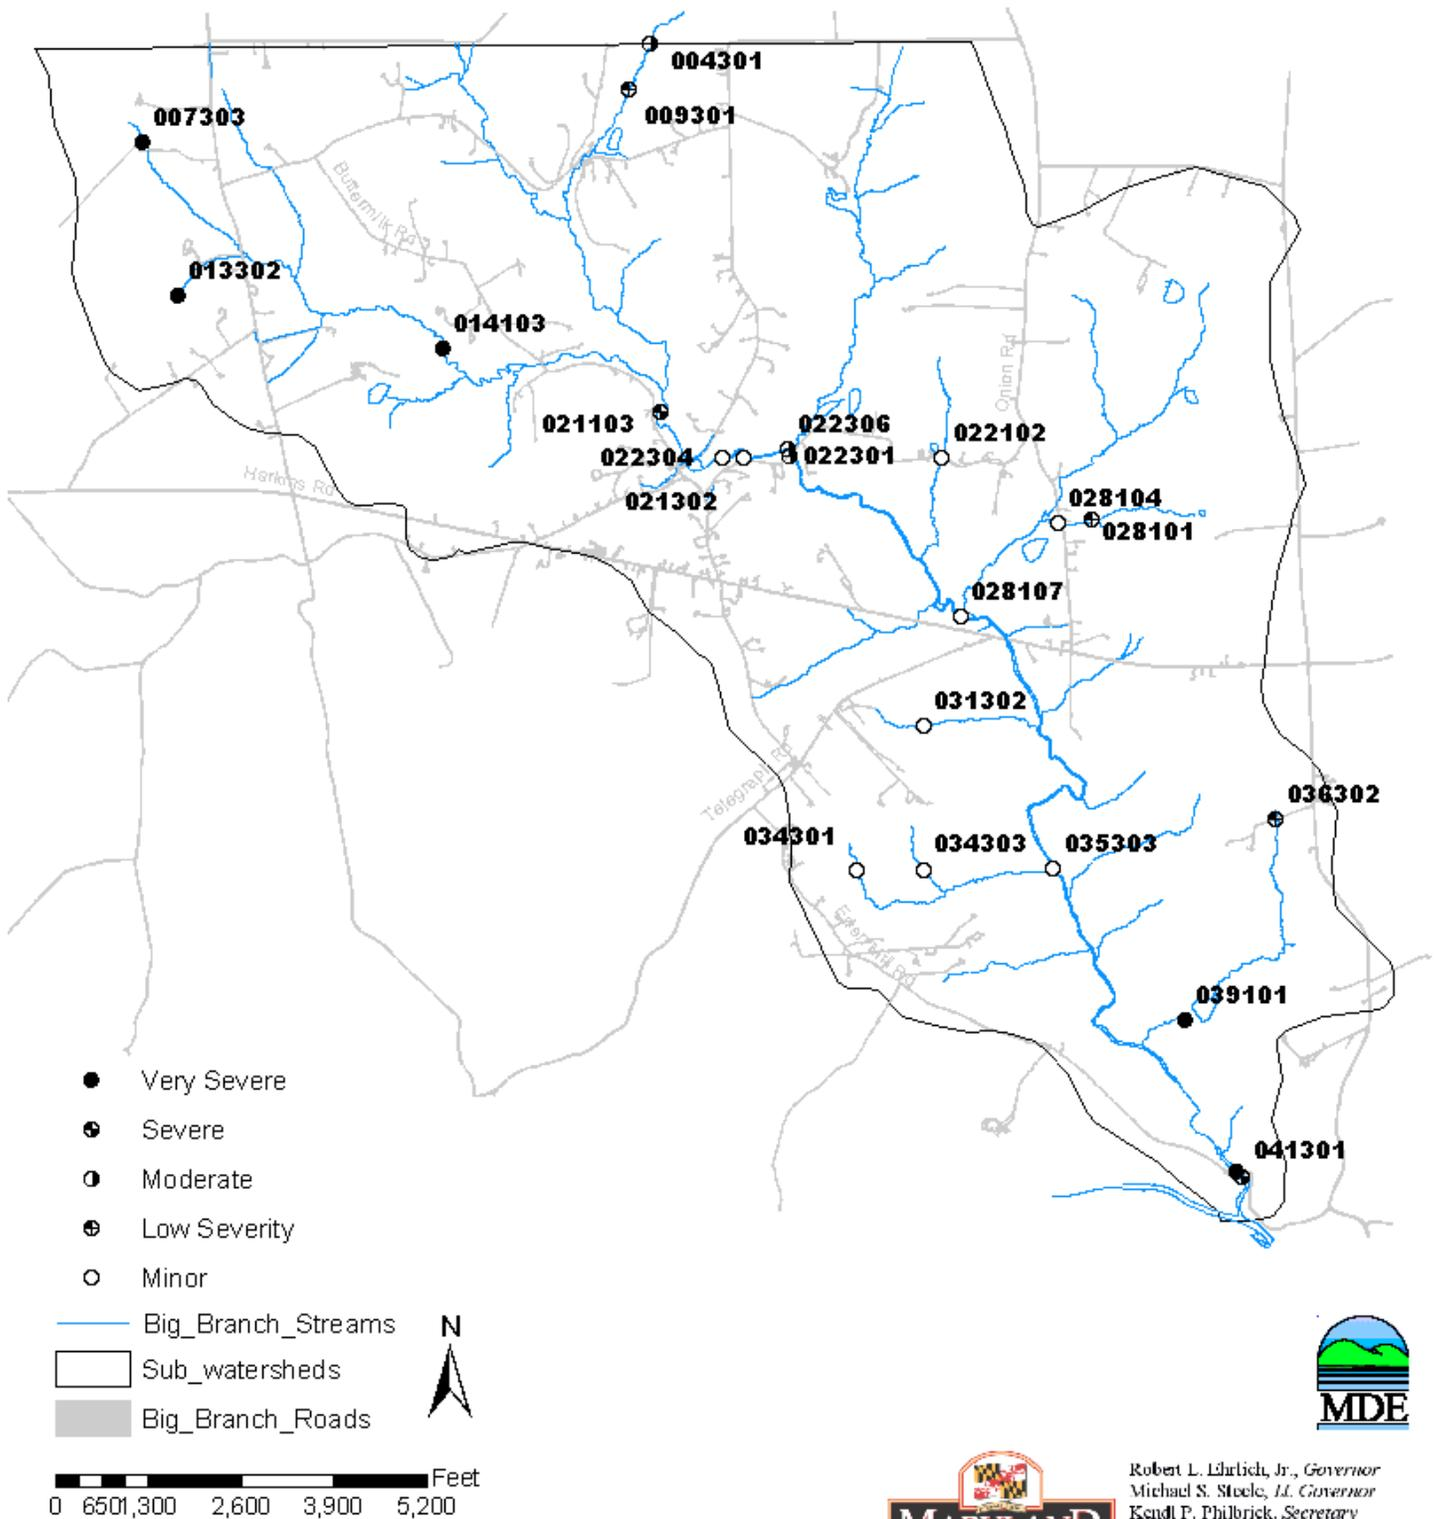 004301
009301
007303
Buttermilk Rd
013302
014103
Onion Rd
021103
022306
022102
022304
022301
Harkins Rd
021302
028104
028101
028107
031302
Telegraph Rd
036302
034301
034303
035303
Rd
039101
041301
Very Severe
Severe
Moderate
Low Severity
Minor
Big_Branch_Streams
N
Sub_watersheds
Big_Branch_Roads
Feet
0 650 1,300 2,600 3,900 5,200
MDE
MARYLAND
Robert L. Ehrlich, Jr., Governor
Michael S. Steele, Lt. Governor
Kendl P. Philbrick, Secretary